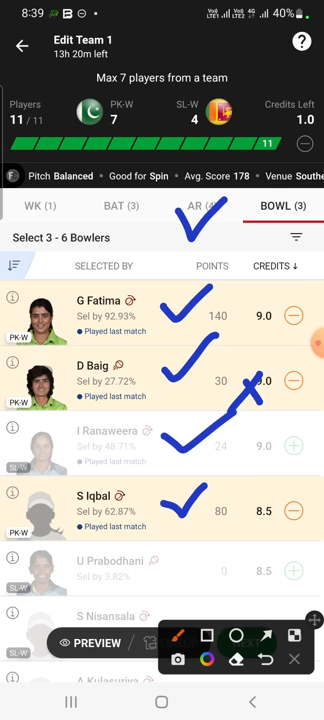 8:39 40%
Edit Team 1
13h 20m left
Max 7 players from a team
Players PK-W SL-W Credits Left
11 / 11 7 4 1.0
11
Pitch Balanced • Good for Spin • Avg. Score 178 • Venue Southe
WK (1) BAT (3) AR (4) BOWL (3)
Select 3 - 6 Bowlers
SELECTED BY POINTS CREDITS ↓
G Fatima
Sel by 92.93% 140 9.0
• Played last match
PK-W
D Baig
Sel by 27.72% 30 9.0
• Played last match
PK-W
I Ranaweera
Sel by 48.71% 24 9.0
• Played last match
SL-W
S Iqbal
Sel by 62.87% 80 8.5
• Played last match
PK-W
U Prabodhani
Sel by 3.82% 0 8.5
SL-W
S Nisansala
PREVIEW
SL-W
A Kulasuriya